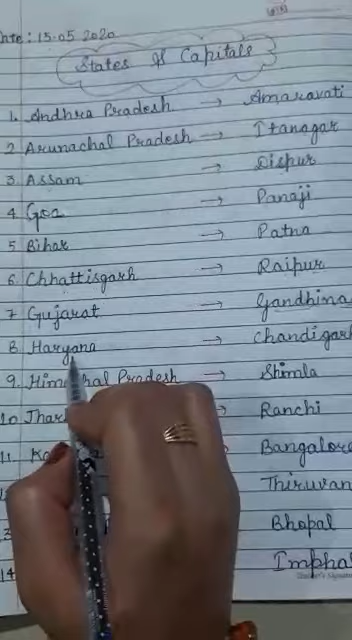 Date: 15.05.2020
States & Capitals
1. Andhra Pradesh → Amaravati
2 Arunachal Pradesh → Itanagar
3 Assam → Dispur
4 Goa → Panaji
5 Bihar → Patna
6 Chhattisgarh → Raipur
7 Gujarat → Gandhina
8 Haryana → Chandigarh
9. Him chal Pradesh → Shimla
10 Jhar → Ranchi
11. Ka Bangalore
Thiruvan
Bhopal
14 Imphal